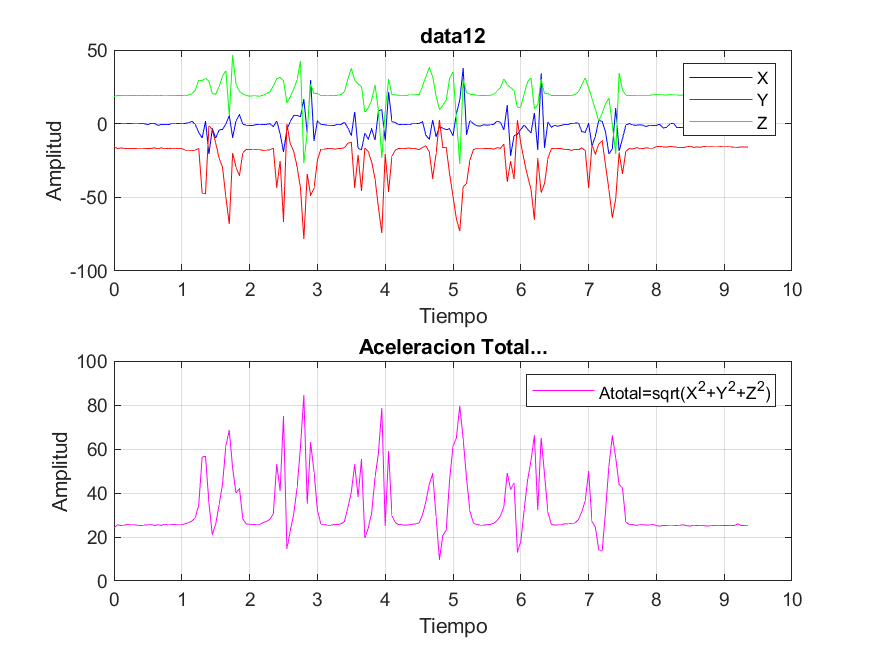 data12
50
0
-50
-100
Amplitud
X
Y
Z
0 1 2 3 4 5 6 7 8 9 10
Tiempo
Aceleracion Total...
100
80
60
40
20
0
Amplitud
Atotal=sqrt(X²+Y²+Z²)
0 1 2 3 4 5 6 7 8 9 10
Tiempo